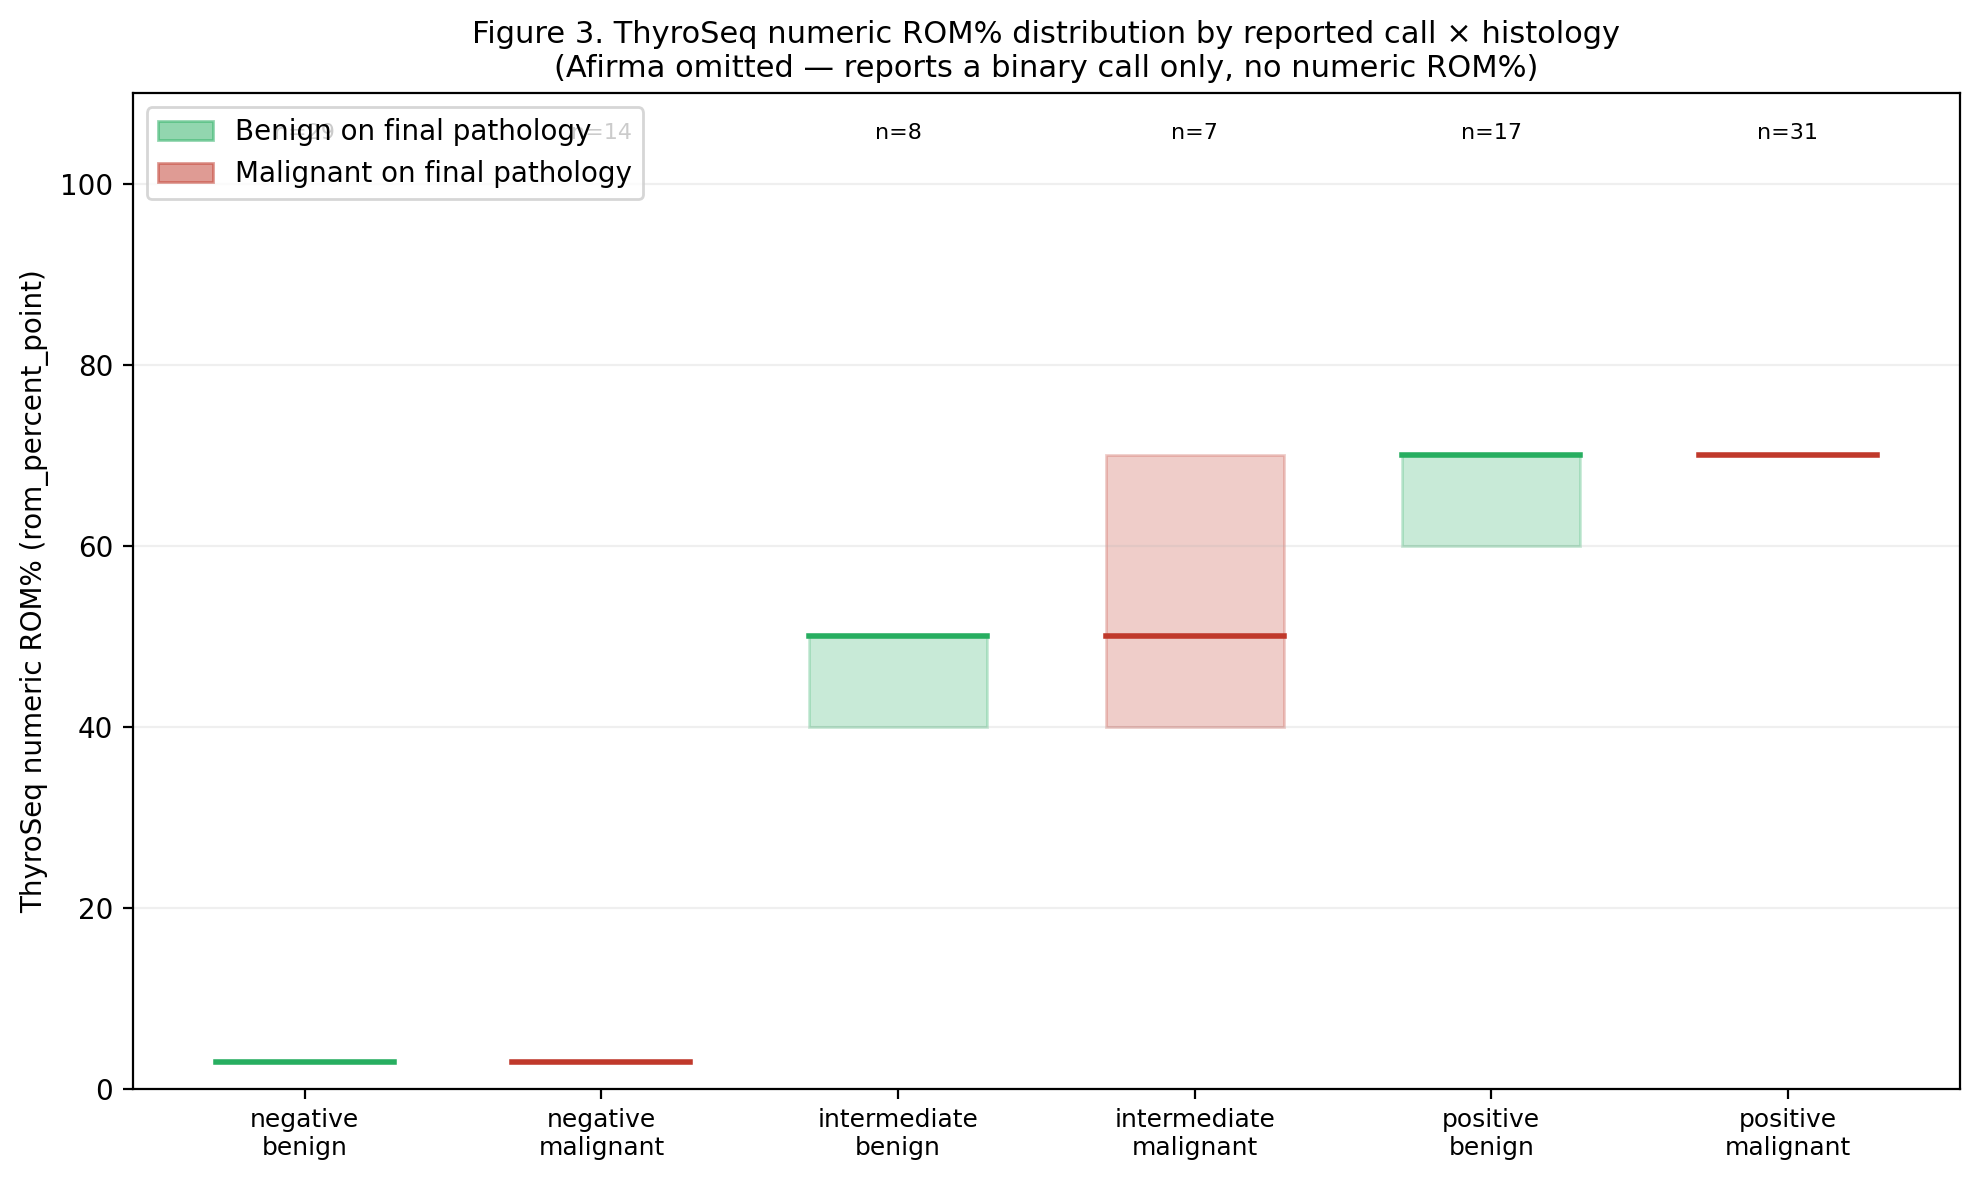 Figure 3. ThyroSeq numeric ROM% distribution by reported call × histology
(Afirma omitted — reports a binary call only, no numeric ROM%)
Benign on final pathology
Malignant on final pathology
n=14
n=8
n=7
n=17
n=31
ThyroSeq numeric ROM% (rom_percent_point)
100
80
60
40
20
0
negative
benign
negative
malignant
intermediate
benign
intermediate
malignant
positive
benign
positive
malignant